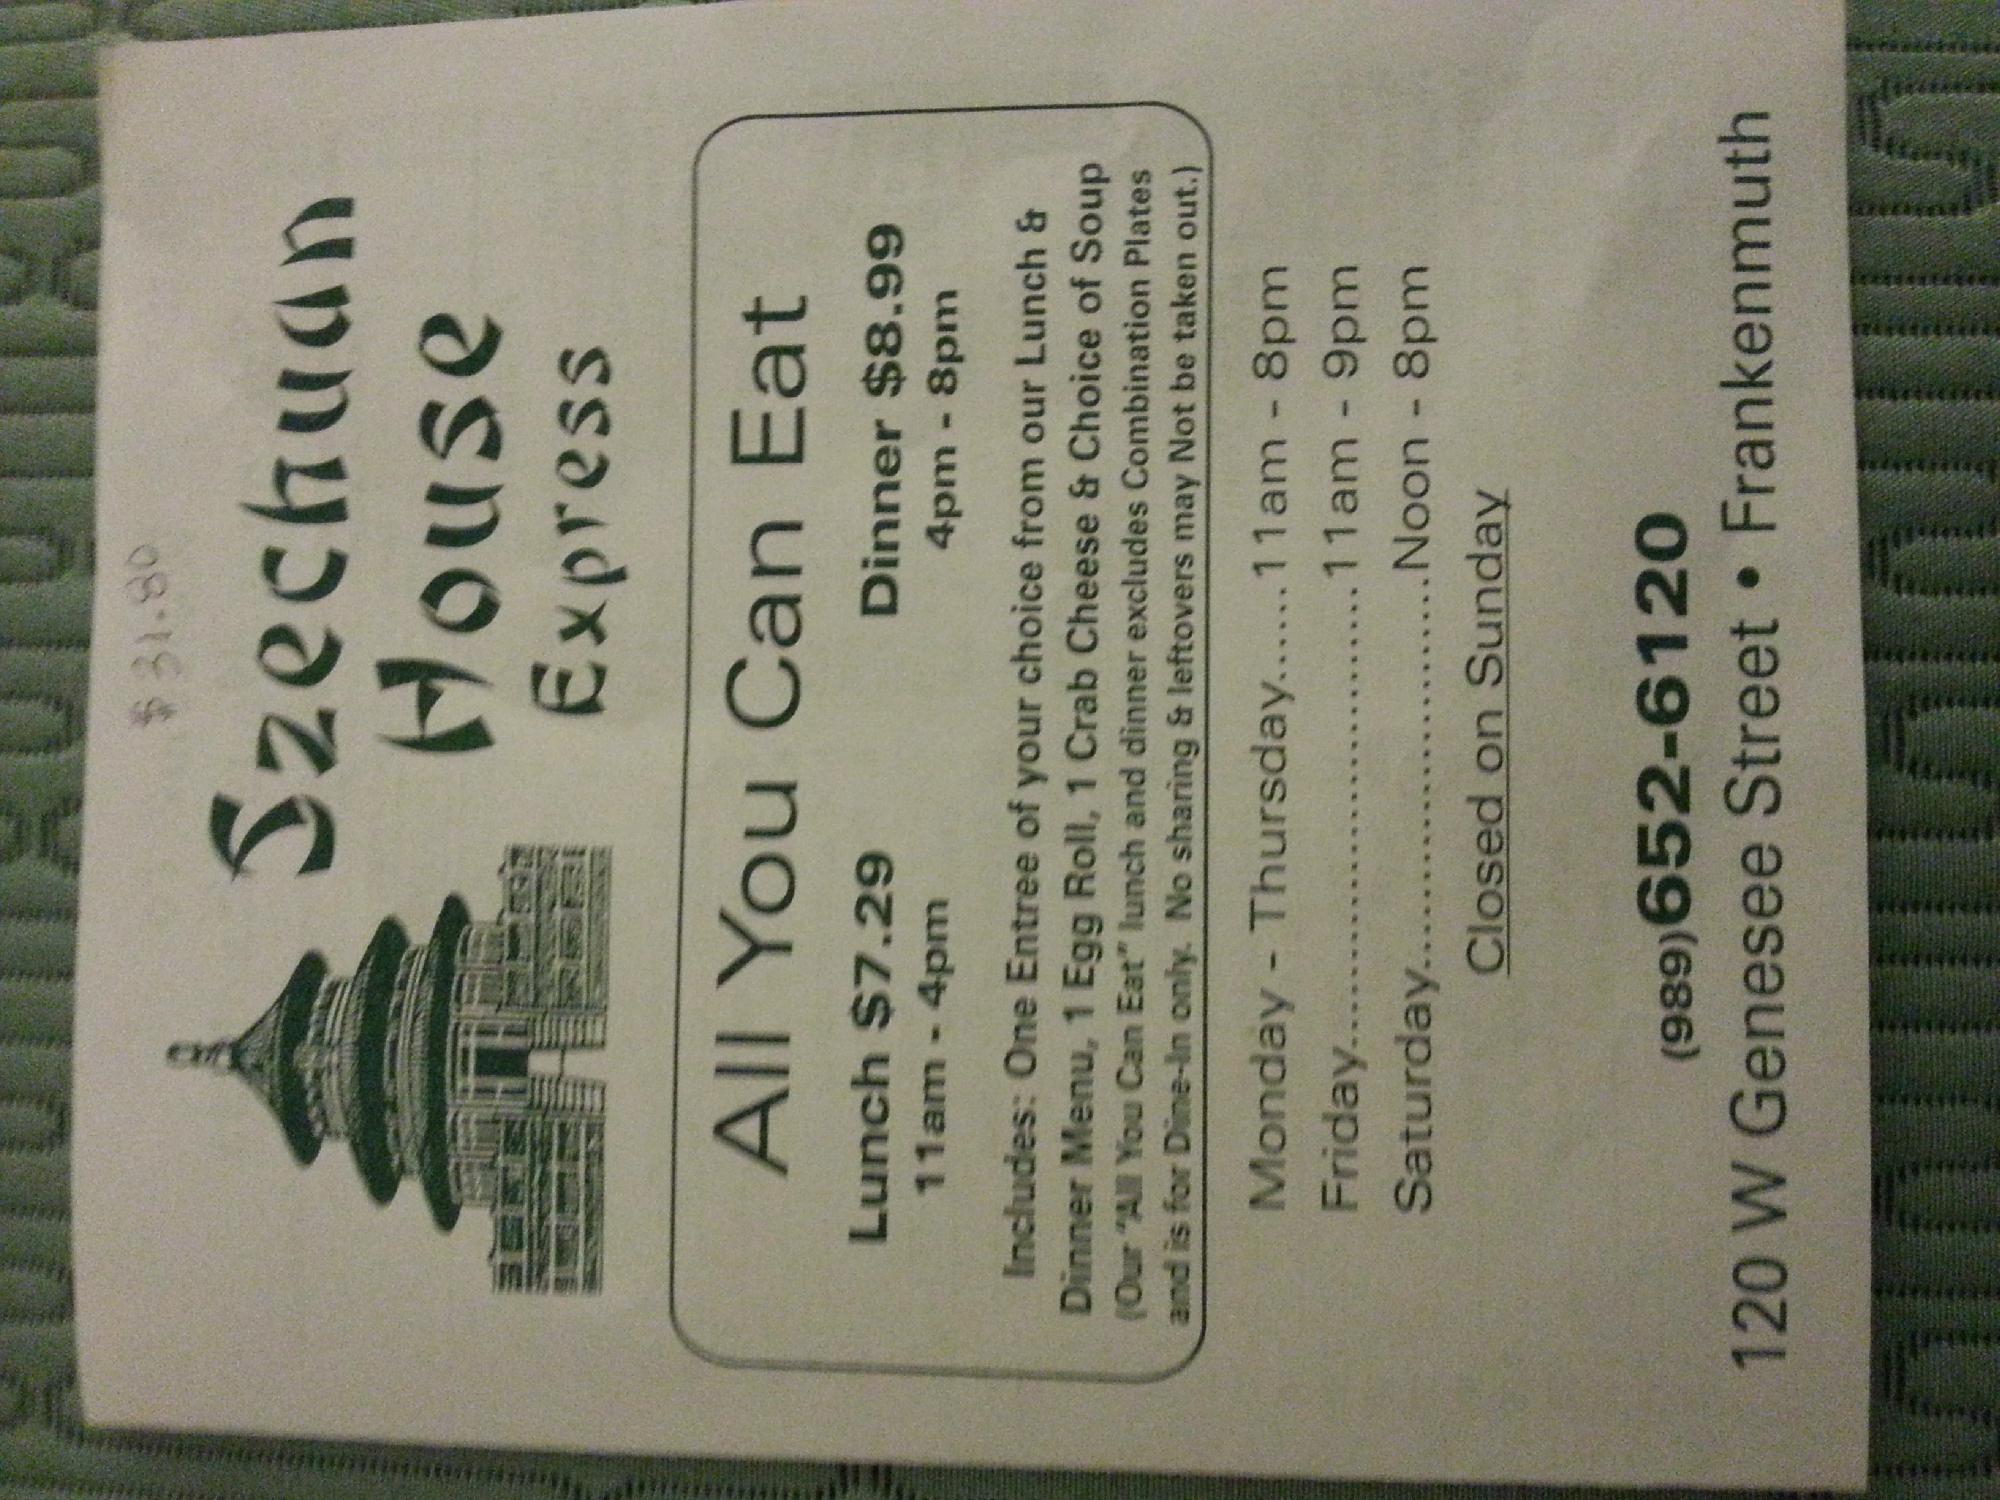 $31.80
Szechuan
House
Express
All You Can Eat
Lunch $7.29 Dinner $8.99
11am - 4pm 4pm - 8pm
Includes: One Entree of your choice from our Lunch &
Dinner Menu, 1 Egg Roll, 1 Crab Cheese & Choice of Soup
(Our "All You Can Eat" lunch and dinner excludes Combination Plates
and is for Dine-In only. No sharing & leftovers may Not be taken out.)
Monday - Thursday......11am - 8pm
Friday..............................11am - 9pm
Saturday..........................Noon - 8pm
Closed on Sunday
(989)652-6120
120 W Genesee Street • Frankenmuth